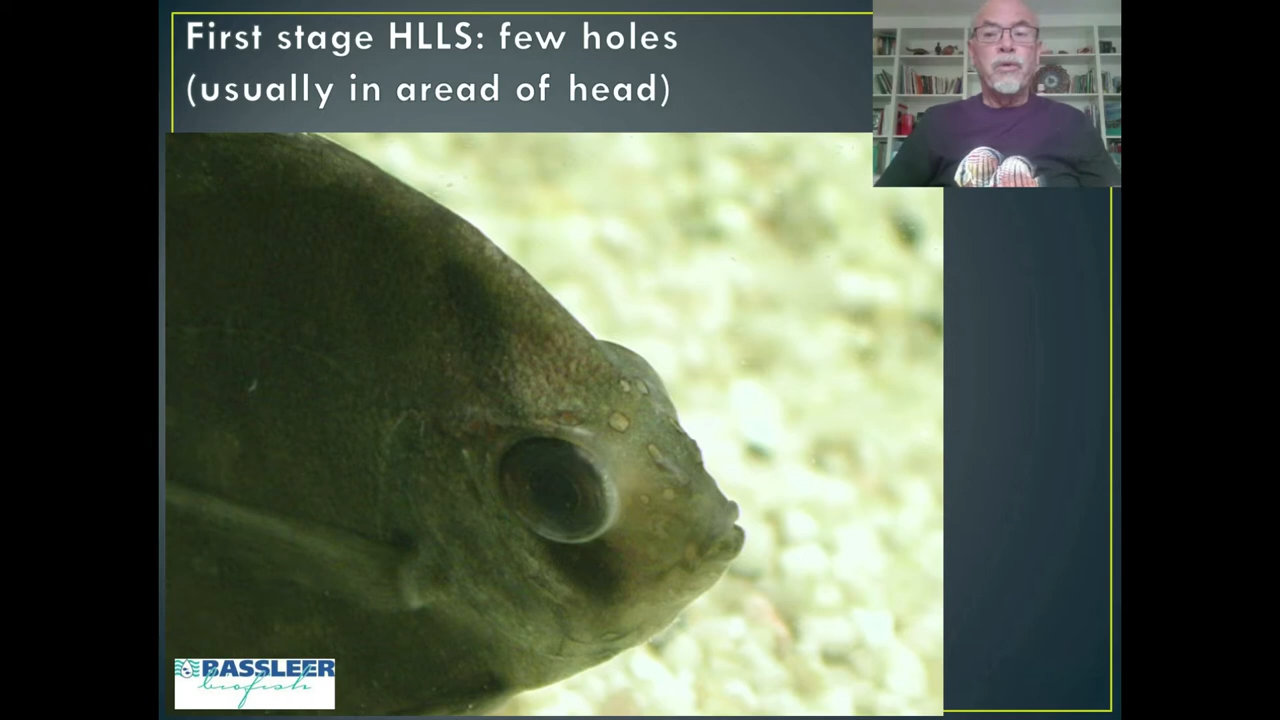 First stage HLLS: few holes
(usually in aread of head)
BASSLEER
biofish